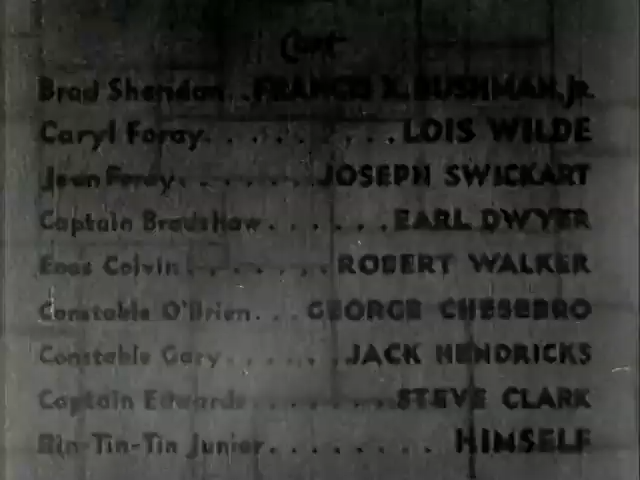 Cast
Brad Sheridan..FRANCIS X. BUSHMAN, Jr.
Caryl Foray. . . . . . . . . .LOIS WILDE
Jean Foray. . . . . . . .JOSEPH SWICKART
Captain Bradshaw. . . . . . .EARL DWYER
Enos Colvin . . . . . . . . ROBERT WALKER
Constable O'Brien. . . GEORGE CHESEBRO
Constable Gary. . . . . . .JACK HENDRICKS
Captain Edwards. . . . . . . .STEVE CLARK
Rin-Tin-Tin Junior. . . . . . . . . HIMSELF